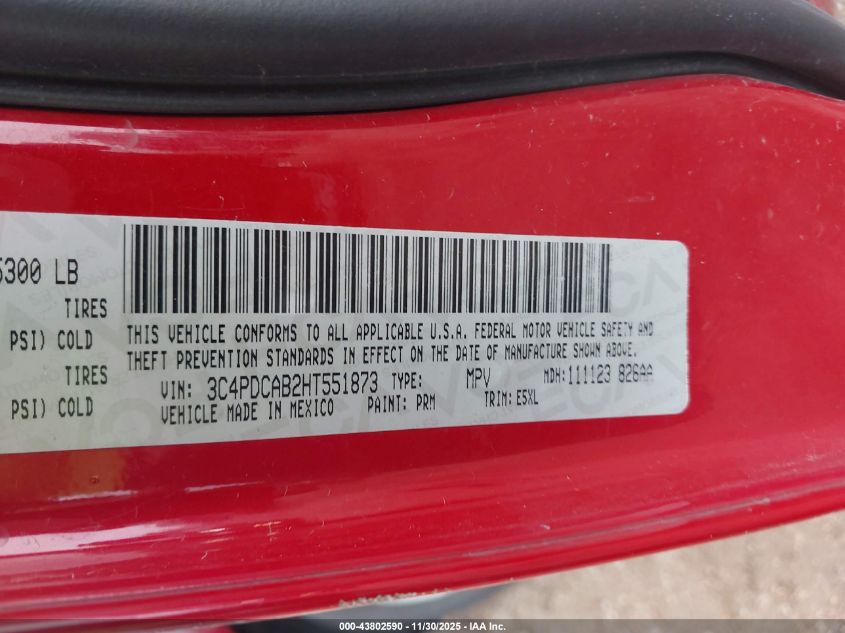 5300 LB
TIRES
PSI) COLD
TIRES
PSI) COLD
THIS VEHICLE CONFORMS TO ALL APPLICABLE U.S.A. FEDERAL MOTOR VEHICLE SAFETY AND
THEFT PREVENTION STANDARDS IN EFFECT ON THE DATE OF MANUFACTURE SHOWN ABOVE.
VIN: 3C4PDCAB2HT551873 TYPE: MPV MDH:111123 826AA
VEHICLE MADE IN MEXICO PAINT: PRM TRIM:E5XL
000-43802590 - 11/30/2025 - IAA Inc.